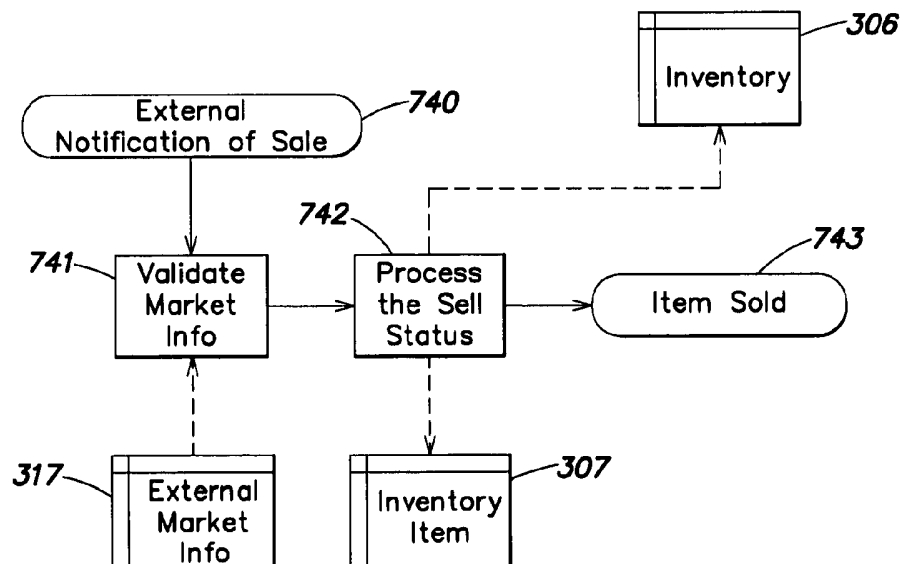 306
Inventory
External
Notification of Sale
740
742
743
741
Validate
Market
Info
Process
the Sell
Status
Item Sold
317
External
Market
Info
Inventory
Item
307